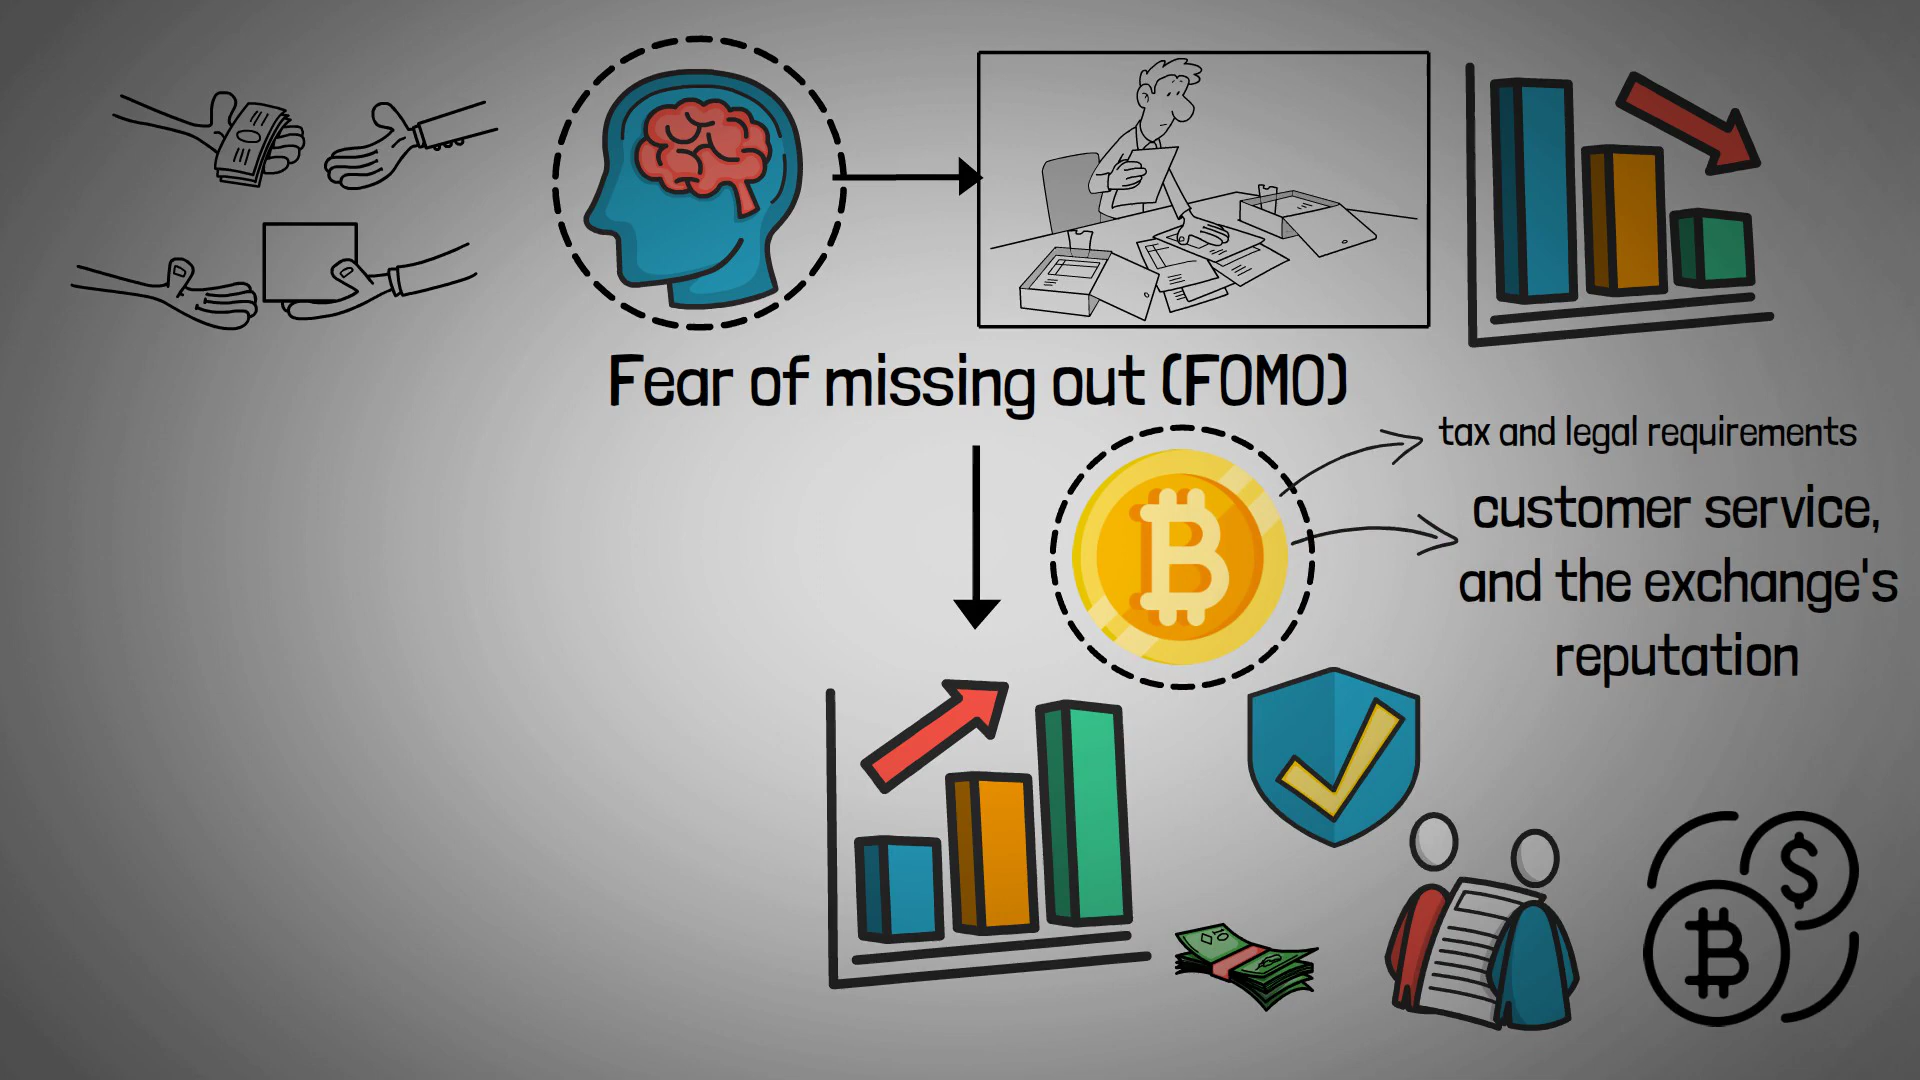 Fear of missing out (FOMO)
tax and legal requirements
customer service,
and the exchange's
reputation